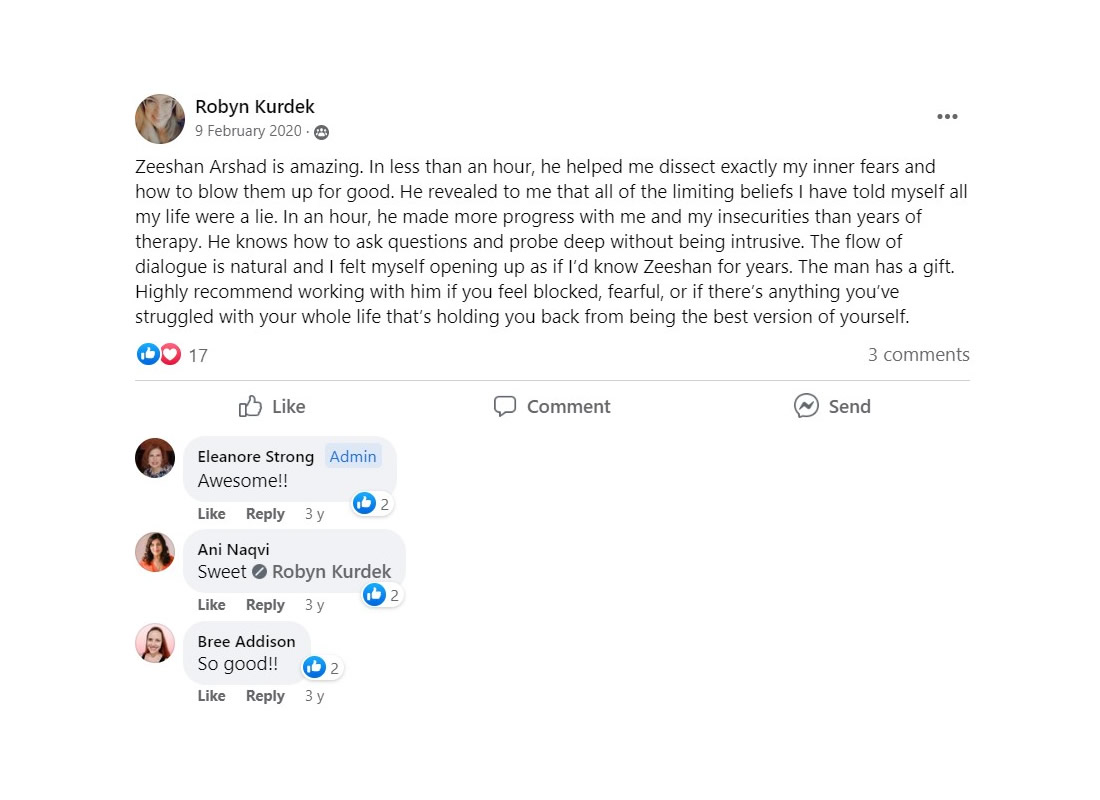 Robyn Kurdek
9 February 2020 ·
Zeeshan Arshad is amazing. In less than an hour, he helped me dissect exactly my inner fears and
how to blow them up for good. He revealed to me that all of the limiting beliefs I have told myself all
my life were a lie. In an hour, he made more progress with me and my insecurities than years of
therapy. He knows how to ask questions and probe deep without being intrusive. The flow of
dialogue is natural and I felt myself opening up as if I’d know Zeeshan for years. The man has a gift.
Highly recommend working with him if you feel blocked, fearful, or if there’s anything you’ve
struggled with your whole life that’s holding you back from being the best version of yourself.
17 3 comments
Like Comment Send
Eleanore Strong Admin
Awesome!!
2
Like Reply 3 y
Ani Naqvi
Sweet Robyn Kurdek
2
Like Reply 3 y
Bree Addison
So good!! 2
Like Reply 3 y